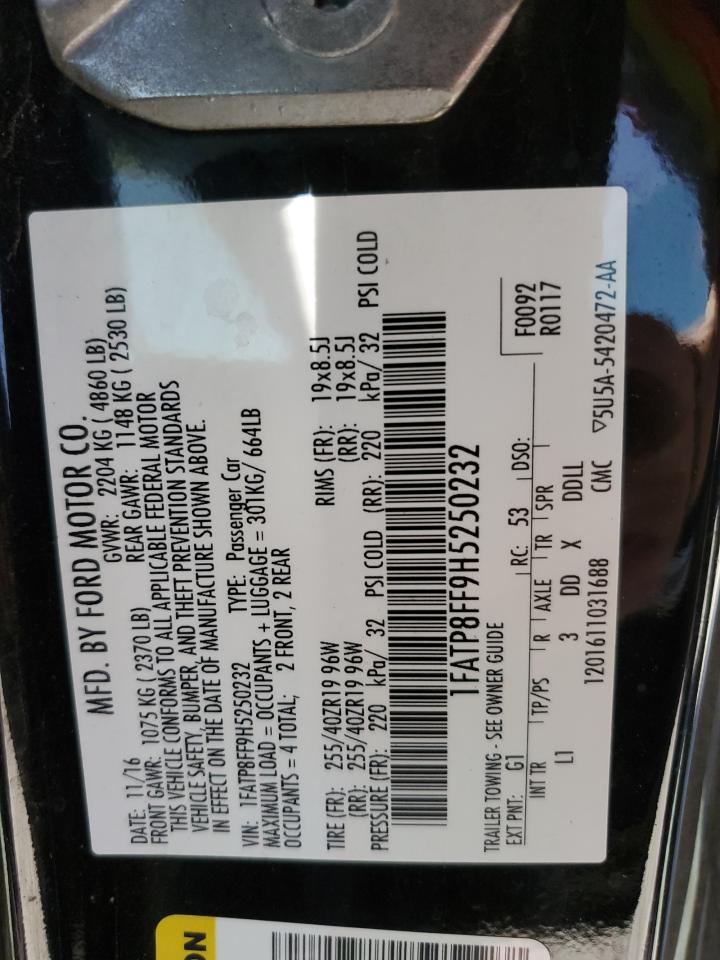 MFD. BY FORD MOTOR CO.
DATE: 11/16 GVWR: 2204 KG ( 4860 LB)
FRONT GAWR: 1075 KG ( 2370 LB) REAR GAWR: 1148 KG ( 2530 LB)
THIS VEHICLE CONFORMS TO ALL APPLICABLE FEDERAL MOTOR
VEHICLE SAFETY, BUMPER, AND THEFT PREVENTION STANDARDS
IN EFFECT ON THE DATE OF MANUFACTURE SHOWN ABOVE.
VIN: 1FATP8FF9H5250232 TYPE: Passenger Car
MAXIMUM LOAD = OCCUPANTS + LUGGAGE = 301KG/ 664LB
OCCUPANTS = 4 TOTAL; 2 FRONT, 2 REAR
TIRE (FR): 255/40ZR19 96W RIMS (FR): 19x8.5J
(RR): 255/40ZR19 96W (RR): 19x8.5J
PRESSURE (FR): 220 kPa/ 32 PSI COLD (RR): 220 kPa/ 32 PSI COLD
1FATP8FF9H5250232
TRAILER TOWING - SEE OWNER GUIDE
EXT PNT: G1 RC: 53 DSO: F0092
R0117
INT TR TP/PS R AXLE TR SPR
L1 3 DD X DDLL
1201611031688 CMC ▽5U5A-5420472-AA
ON